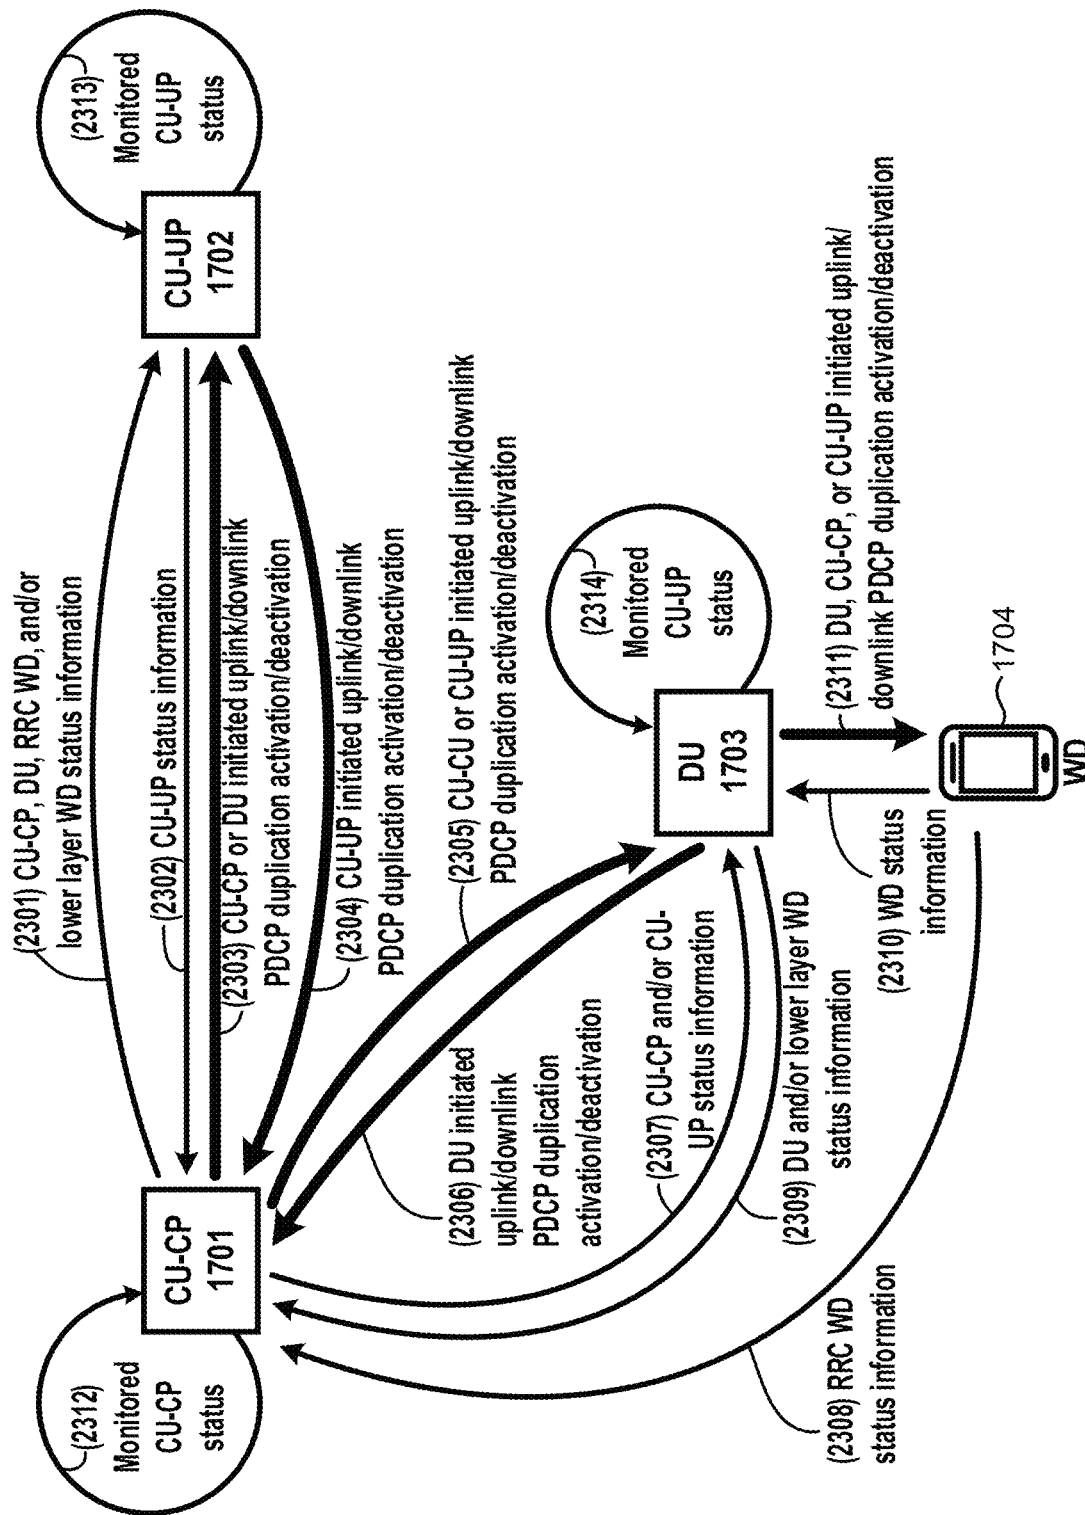 (2313)
Monitored
CU-UP
status
CU-UP
1702
(2301) CU-CP, DU, RRC WD, and/or
lower layer WD status information
(2302) CU-UP status information
(2303) CU-CP or DU initiated uplink/downlink
PDCP duplication activation/deactivation
(2304) CU-UP initiated uplink/downlink
PDCP duplication activation/deactivation
CU-CP
1701
(2312)
Monitored
CU-CP
status
(2305) CU-CU or CU-UP initiated uplink/downlink
PDCP duplication activation/deactivation
(2306) DU initiated
uplink/downlink
PDCP duplication
activation/deactivation
(2314)
Monitored
CU-UP
status
DU
1703
(2307) CU-CP and/or CU-
UP status information
(2309) DU and/or lower layer WD
status information
(2308) RRC WD
status information
(2310) WD status
information
(2311) DU, CU-CP, or CU-UP initiated uplink/
downlink PDCP duplication activation/deactivation
1704
WD